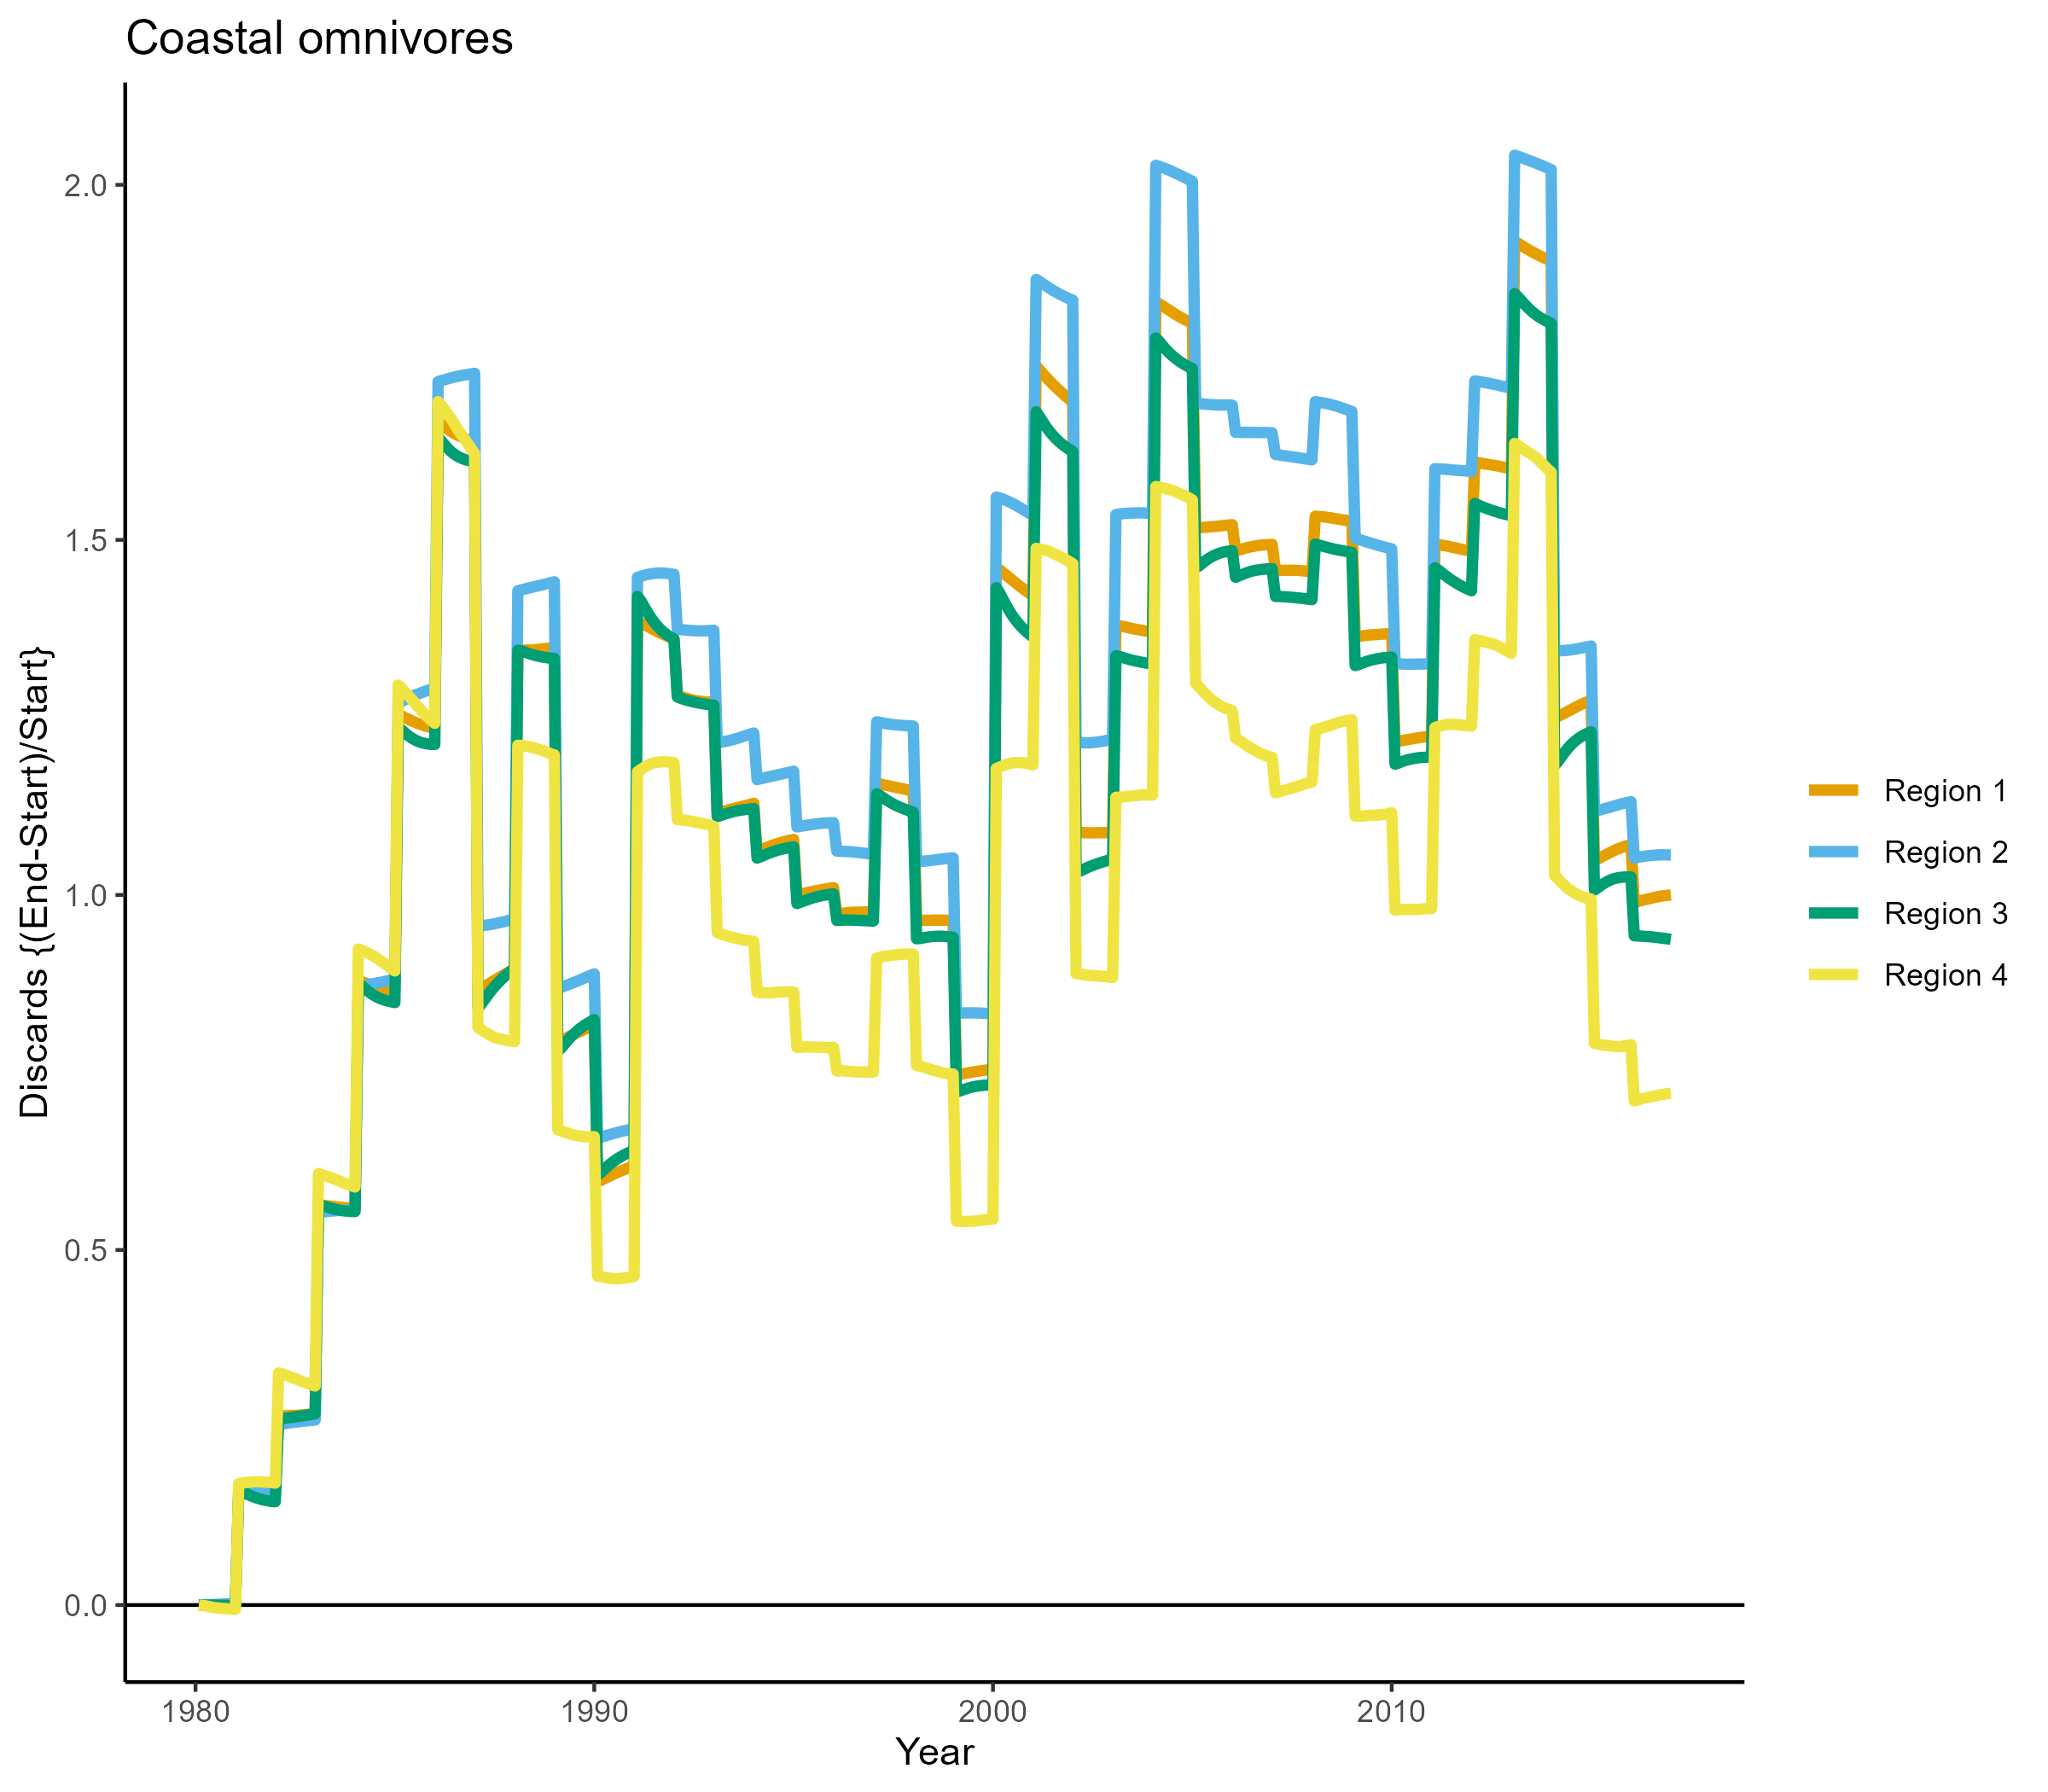 Coastal omnivores
Discards {(End-Start)/Start}
2.0
1.5
1.0
0.5
0.0
1980
1990
2000
2010
Year
Region 1
Region 2
Region 3
Region 4